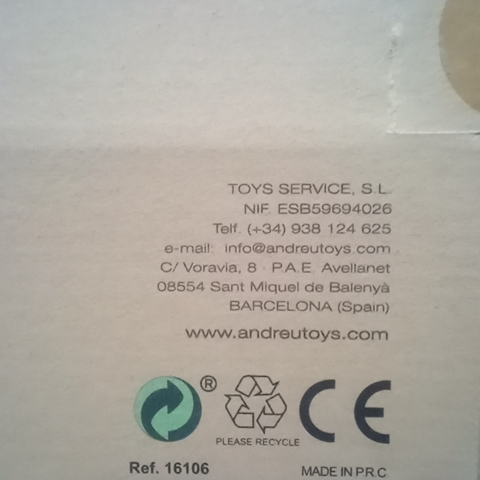 TOYS SERVICE, S.L.
NIF. ESB59694026
Telf. (+34) 938 124 625
e-mail: info@andreutoys.com
C/ Voravia, 8 · P.A.E. Avellanet
08554 Sant Miquel de Balenyà
BARCELONA (Spain)
www.andreutoys.com
® CE
PLEASE RECYCLE
Ref. 16106 MADE IN P.R.C.